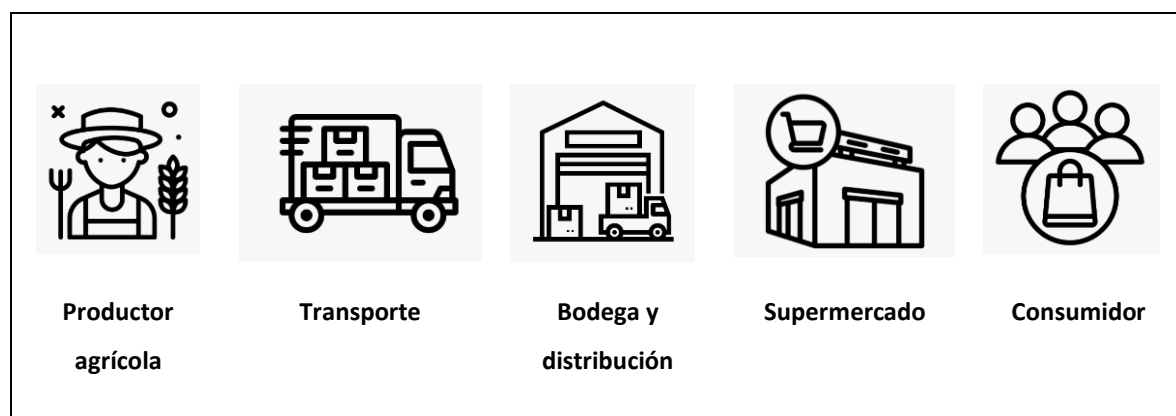 Productor
agrícola
Transporte
Bodega y
distribución
Supermercado
Consumidor